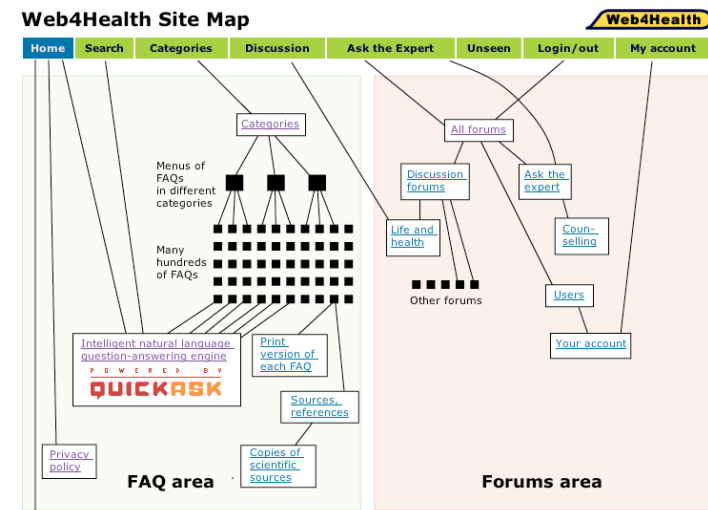 Web4Health Site Map
Web4Health
Home Search Categories Discussion Ask the Expert Unseen Login/out My account
Categories
All forums
Menus of
FAQs
in different
categories
Discussion
forums
Ask the
expert
Life and
health
Coun-
selling
Many
hundreds
of FAQs
Other forums
Users
Intelligent natural language
question-answering engine
POWERED BY
QUICKASK
Print
version of
each FAQ
Your account
Sources,
references
Privacy
policy
Copies of
scientific
sources
FAQ area
Forums area